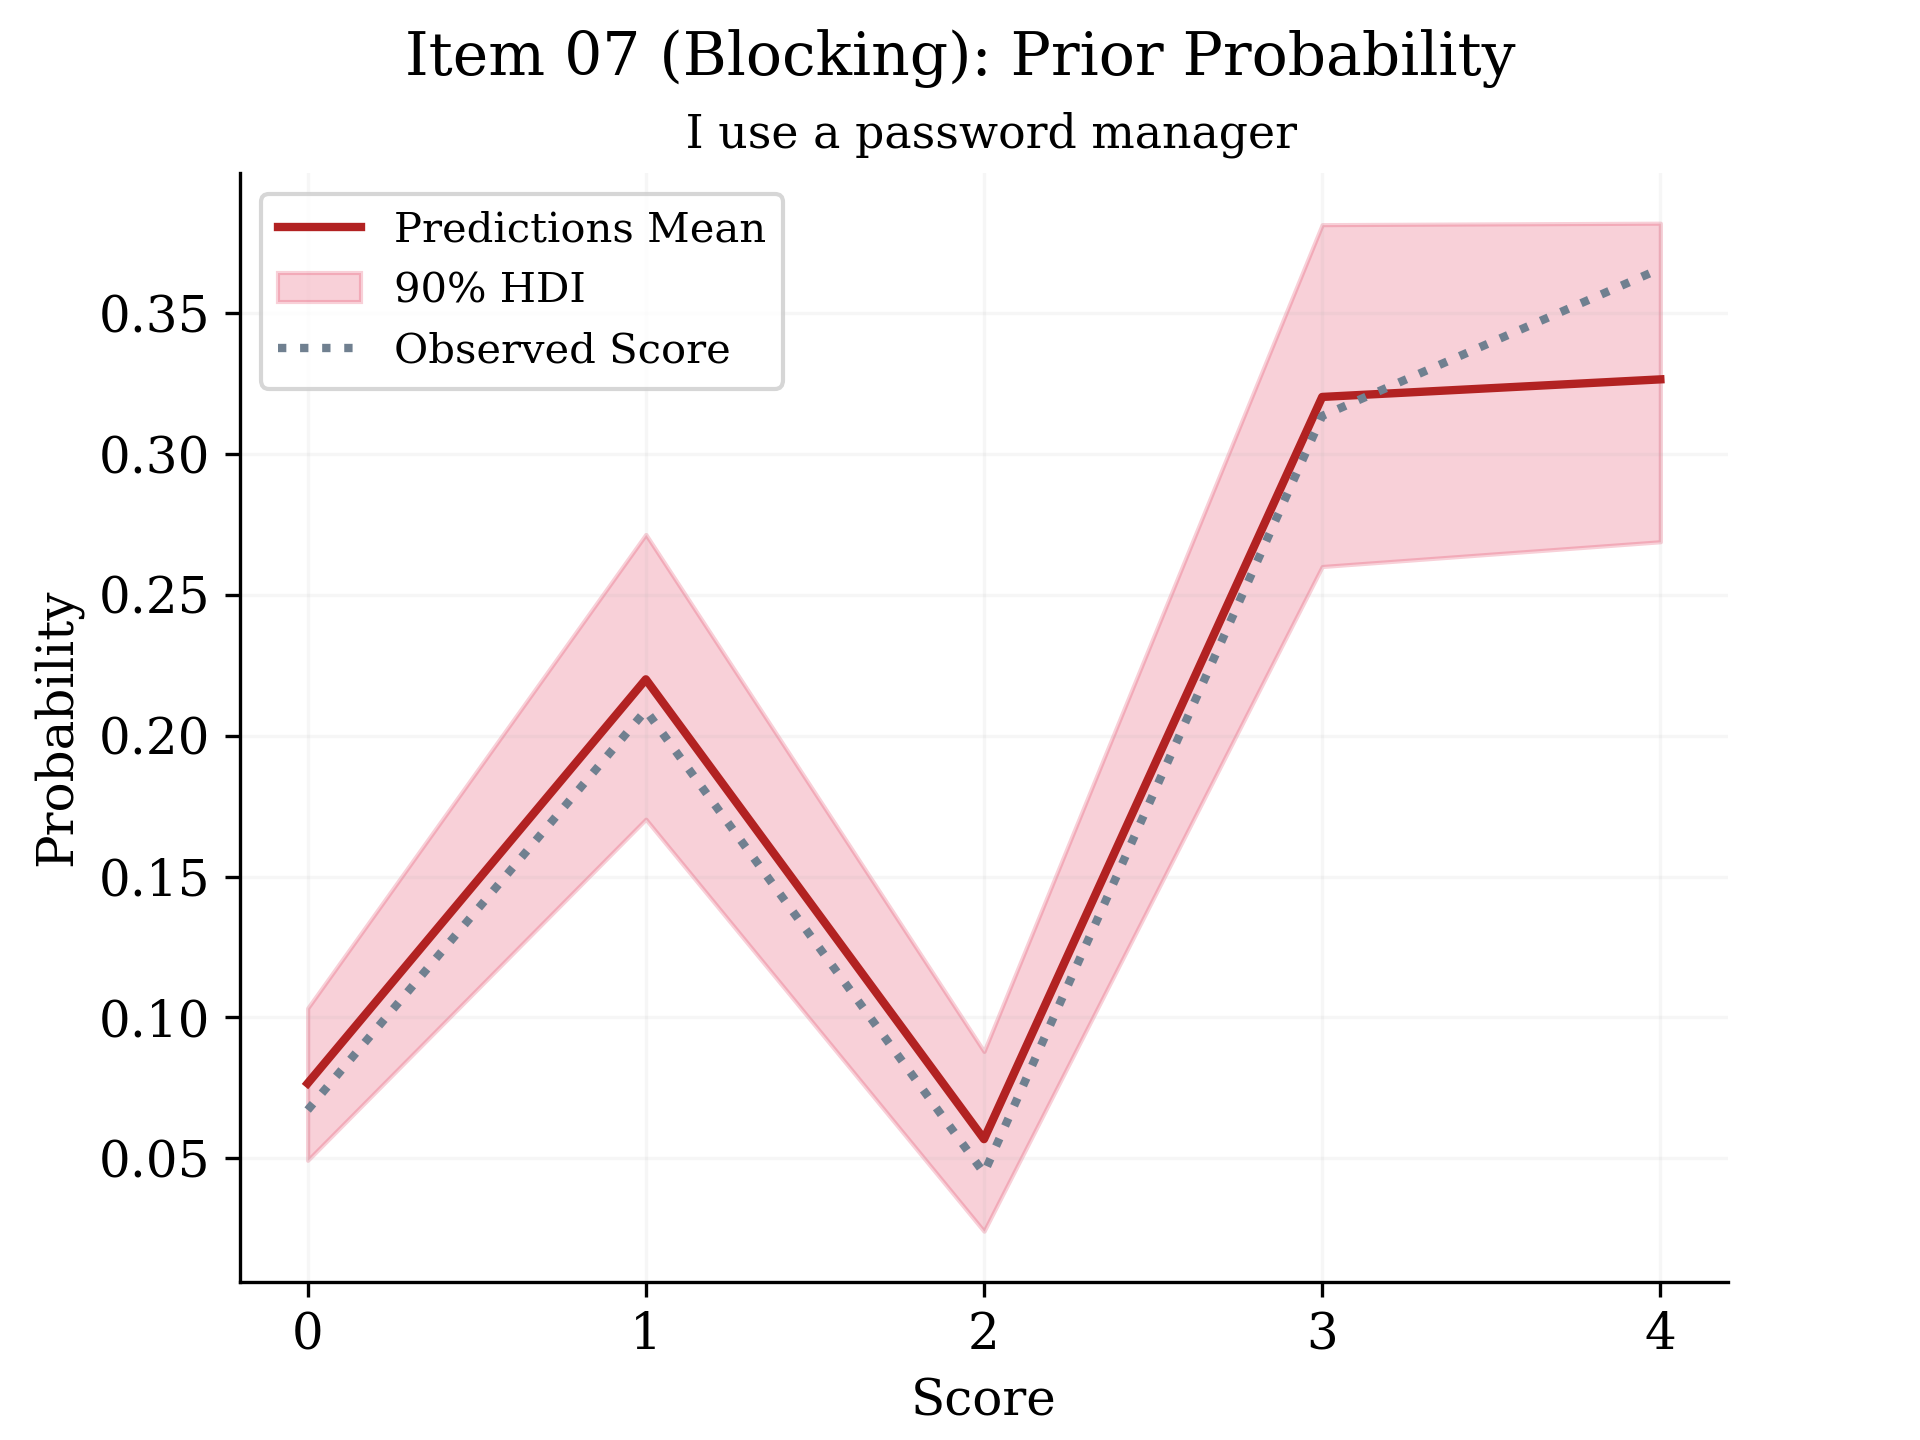 Item 07 (Blocking): Prior Probability
I use a password manager
Predictions Mean
90% HDI
Observed Score
Probability
0.35
0.30
0.25
0.20
0.15
0.10
0.05
0 1 2 3 4
Score